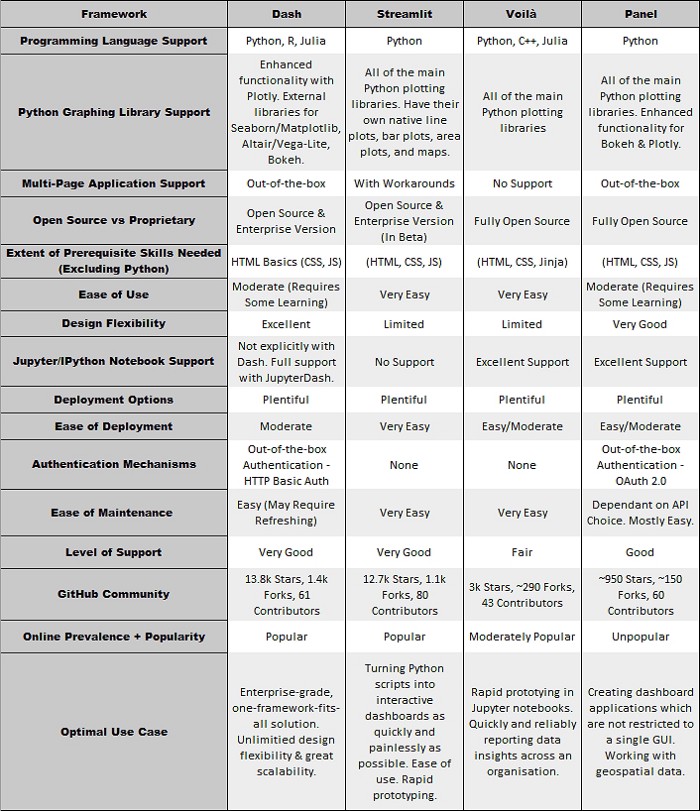 Framework Dash Streamlit Voilà Panel
Programming Language Support Python, R, Julia Python Python, C++, Julia Python
Python Graphing Library Support
Enhanced
functionality with
Plotly. External
libraries for
Seaborn/Matplotlib,
Altair/Vega-Lite,
Bokeh.
All of the main
Python plotting
libraries. Have their
own native line
plots, bar plots, area
plots, and maps.
All of the main
Python plotting
libraries
All of the main
Python plotting
libraries. Enhanced
functionality for
Bokeh & Plotly.
Multi-Page Application Support Out-of-the-box With Workarounds No Support Out-of-the-box
Open Source vs Proprietary
Open Source &
Enterprise Version
Open Source &
Enterprise Version
(In Beta)
Fully Open Source
Fully Open Source
Extent of Prerequisite Skills Needed
(Excluding Python)
HTML Basics (CSS, JS)
(HTML, CSS, JS)
(HTML, CSS, Jinja)
(HTML, CSS, JS)
Ease of Use
Moderate (Requires
Some Learning)
Very Easy
Very Easy
Moderate (Requires
Some Learning)
Design Flexibility Excellent Limited Limited Very Good
Jupyter/IPython Notebook Support
Not explicitly with
Dash. Full support
with JupyterDash.
No Support
Excellent Support
Excellent Support
Deployment Options Plentiful Plentiful Plentiful Plentiful
Ease of Deployment Moderate Very Easy Easy/Moderate Easy/Moderate
Authentication Mechanisms
Out-of-the-box
Authentication -
HTTP Basic Auth
None
None
Out-of-the-box
Authentication -
OAuth 2.0
Ease of Maintenance
Easy (May Require
Refreshing)
Very Easy
Very Easy
Dependant on API
Choice. Mostly Easy.
Level of Support Very Good Very Good Fair Good
GitHub Community
13.8k Stars, 1.4k
Forks, 61
Contributors
12.7k Stars, 1.1k
Forks, 80
Contributors
3k Stars, ~290 Forks,
43 Contributors
~950 Stars, ~150
Forks, 60
Contributors
Online Prevalence + Popularity Popular Popular Moderately Popular Unpopular
Optimal Use Case
Enterprise-grade,
one-framework-fits-
all solution.
Unlimitied design
flexibility & great
scalability.
Turning Python
scripts into
interactive
dashboards as
quickly and
painlessly as
possible. Ease of
use. Rapid
prototyping.
Rapid prototying in
Jupyter notebooks.
Quickly and reliably
reporting data
insights across an
organisation.
Creating dashboard
applications which
are not restricted to
a single GUI.
Working with
geospatial data.